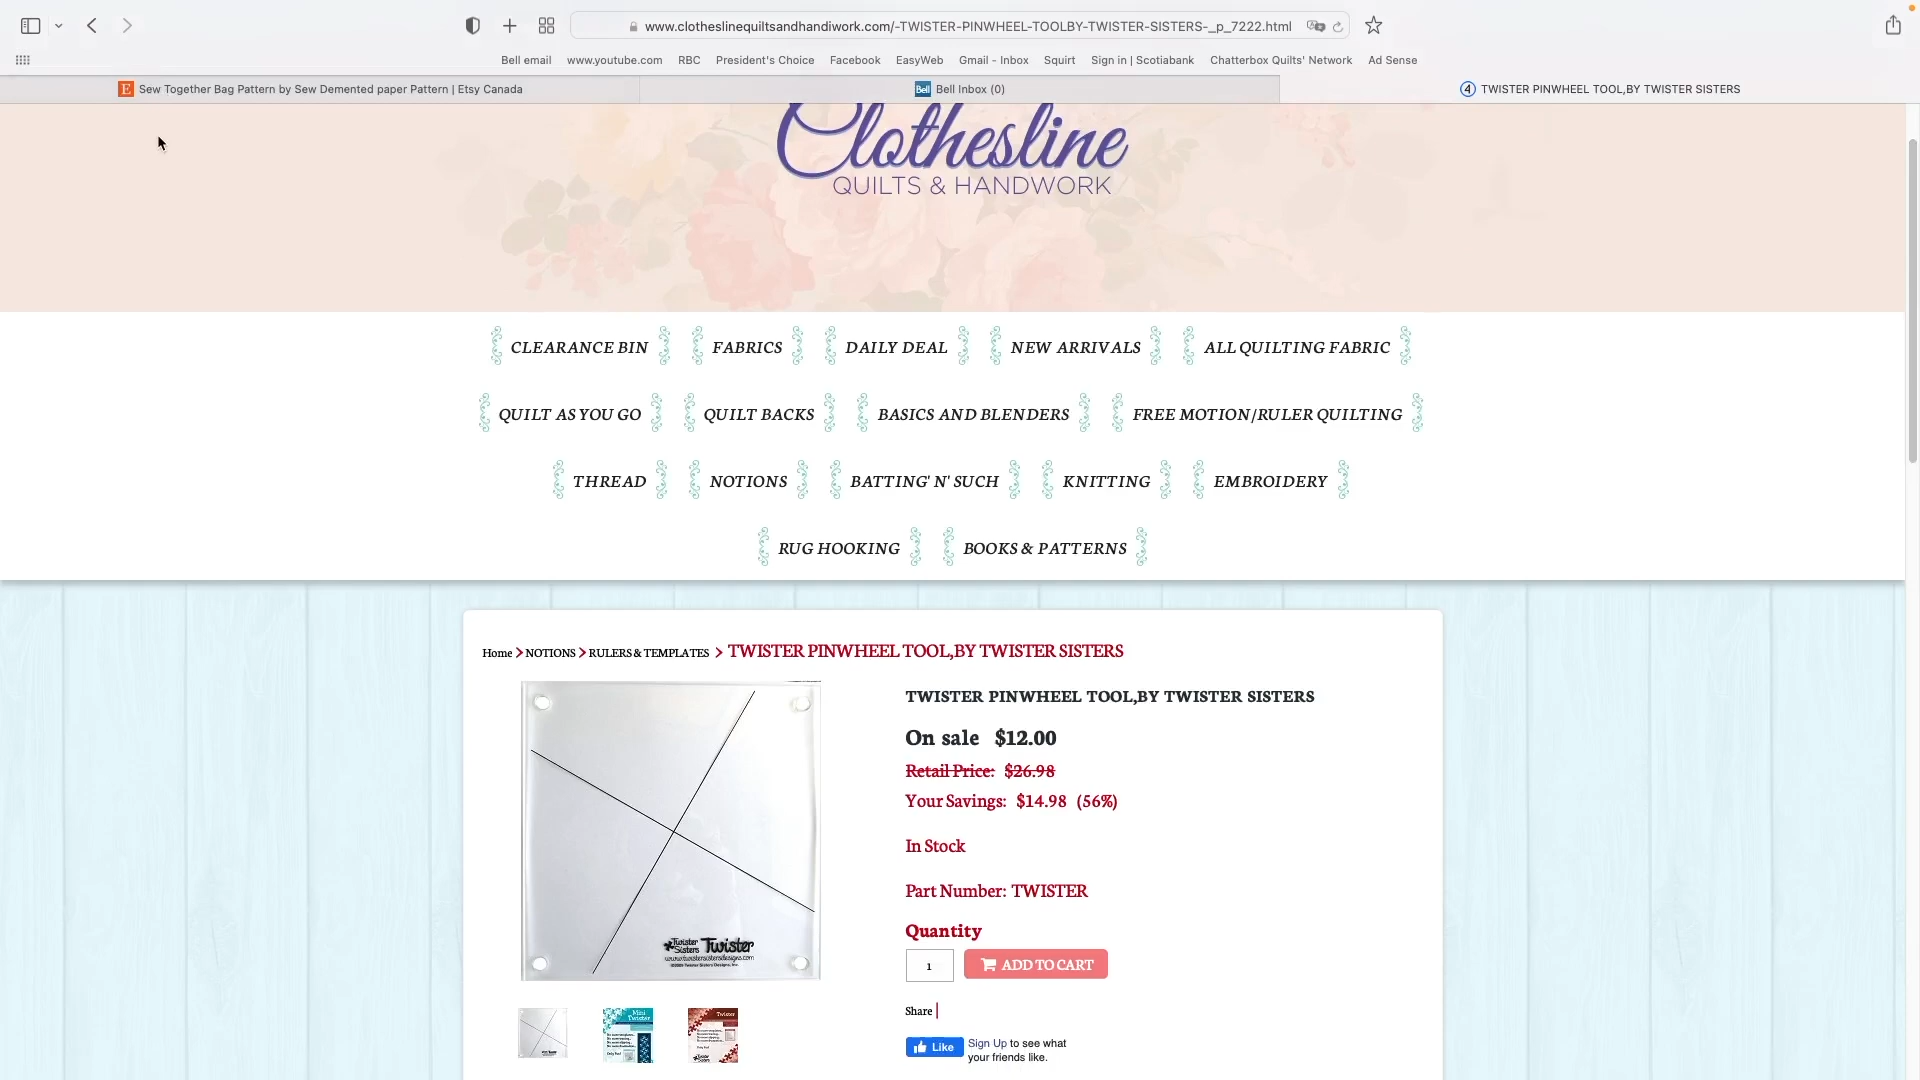 www.clotheslinequiltsandhandiwork.com/-TWISTER-PINWHEEL-TOOLBY-TWISTER-SISTERS-_p_7222.html
Bell email www.youtube.com RBC President's Choice Facebook EasyWeb Gmail - Inbox Squirt Sign in | Scotiabank Chatterbox Quilts' Network Ad Sense
E Sew Together Bag Pattern by Sew Demented paper Pattern | Etsy Canada Bell Bell Inbox (0) 4 TWISTER PINWHEEL TOOL,BY TWISTER SISTERS
Clothesline
QUILTS & HANDWORK
CLEARANCE BIN FABRICS DAILY DEAL NEW ARRIVALS ALL QUILTING FABRIC
QUILT AS YOU GO QUILT BACKS BASICS AND BLENDERS FREE MOTION/RULER QUILTING
THREAD NOTIONS BATTING' N' SUCH KNITTING EMBROIDERY
RUG HOOKING BOOKS & PATTERNS
Home > NOTIONS > RULERS & TEMPLATES > TWISTER PINWHEEL TOOL,BY TWISTER SISTERS
TWISTER PINWHEEL TOOL,BY TWISTER SISTERS
On sale $12.00
Retail Price: $26.98
Your Savings: $14.98 (56%)
In Stock
Part Number: TWISTER
Quantity
1 ADD TO CART
Share
Like Sign Up to see what
your friends like.
Twister
Sisters Twister
www.twistersistersdesigns.com
Mini
Twister
Twister